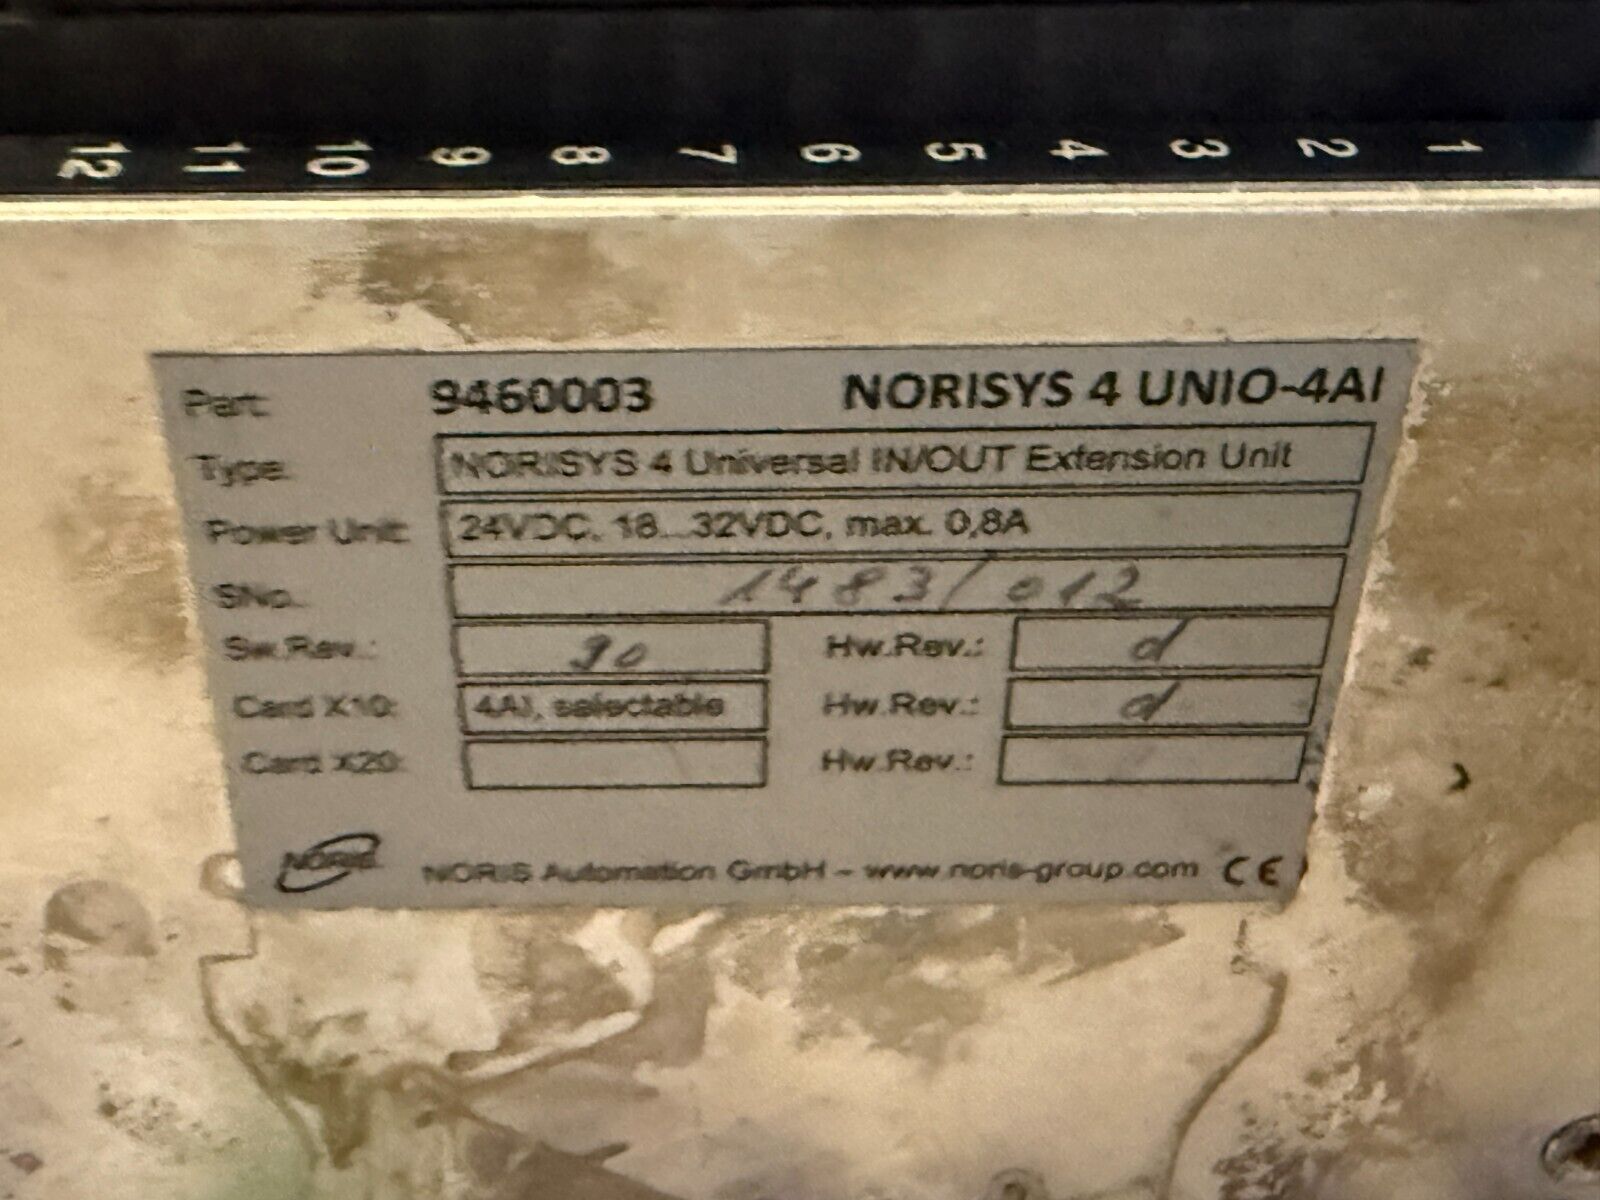 12 11 10 9 8 7 6 5 4 3 2 1
Part: 9460003 NORISYS 4 UNIO-4AI
Type: NORISYS 4 Universal IN/OUT Extension Unit
Power Unit: 24VDC, 18...32VDC, max. 0,8A
SNo.: 1483/012
Sw.Rev.: Hw.Rev.: d
Card X10: 4AI, selectable Hw.Rev.: d
Card X20: Hw.Rev.:
NORIS NORIS Automation GmbH - www.noris-group.com CE